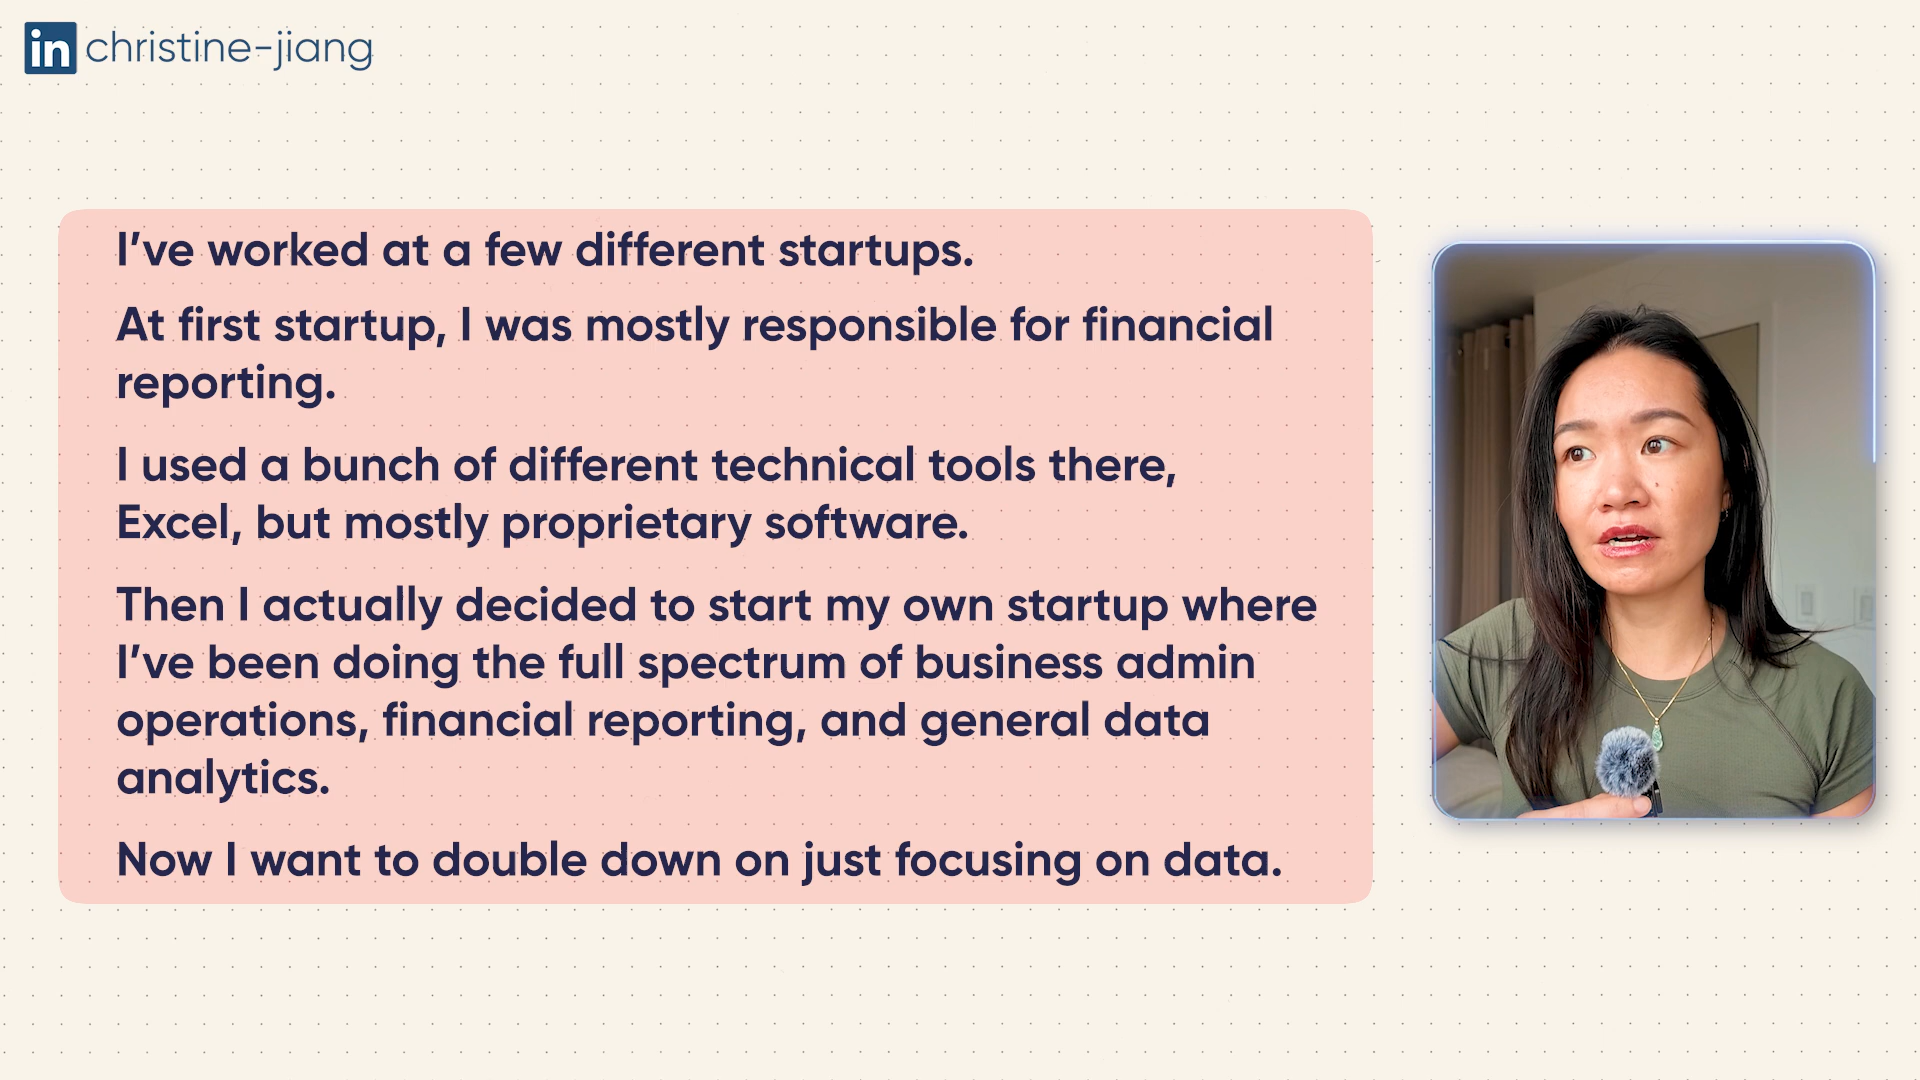 in christine-jiang
I've worked at a few different startups.
At first startup, I was mostly responsible for financial
reporting.
I used a bunch of different technical tools there,
Excel, but mostly proprietary software.
Then I actually decided to start my own startup where
I've been doing the full spectrum of business admin
operations, financial reporting, and general data
analytics.
Now I want to double down on just focusing on data.